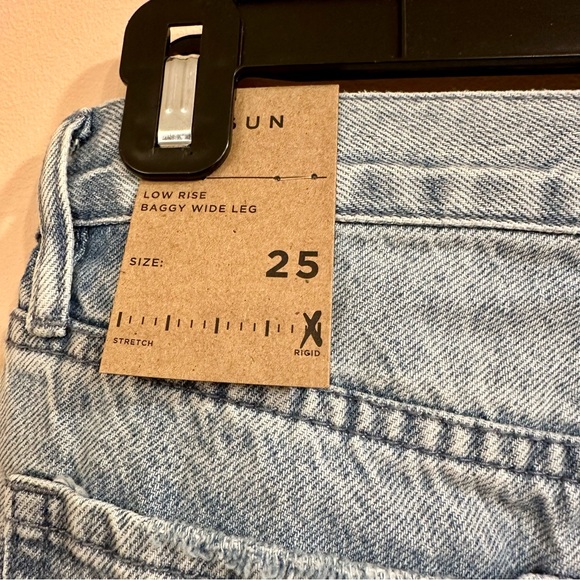 SUN
LOW RISE
BAGGY WIDE LEG
SIZE: 25
STRETCH
RIGID